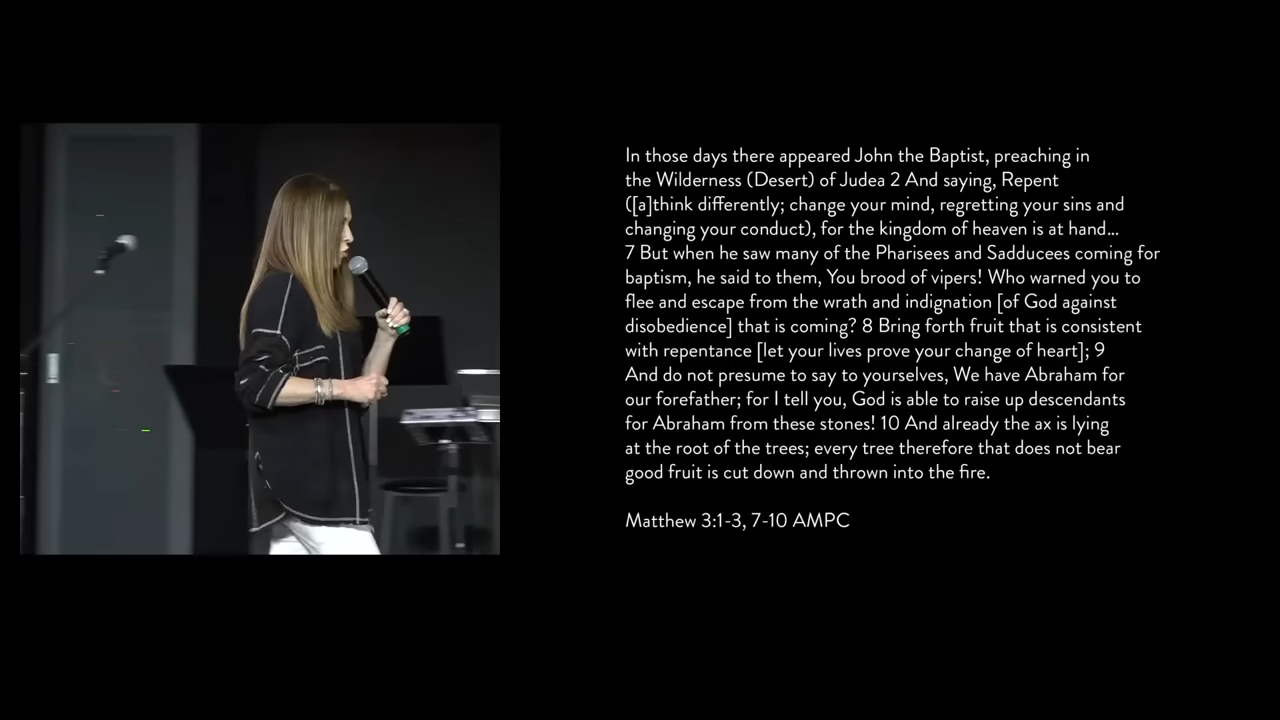 In those days there appeared John the Baptist, preaching in
the Wilderness (Desert) of Judea 2 And saying, Repent
([a]think differently; change your mind, regretting your sins and
changing your conduct), for the kingdom of heaven is at hand...
7 But when he saw many of the Pharisees and Sadducees coming for
baptism, he said to them, You brood of vipers! Who warned you to
flee and escape from the wrath and indignation [of God against
disobedience] that is coming? 8 Bring forth fruit that is consistent
with repentance [let your lives prove your change of heart]; 9
And do not presume to say to yourselves, We have Abraham for
our forefather; for I tell you, God is able to raise up descendants
for Abraham from these stones! 10 And already the ax is lying
at the root of the trees; every tree therefore that does not bear
good fruit is cut down and thrown into the fire.
Matthew 3:1-3, 7-10 AMPC